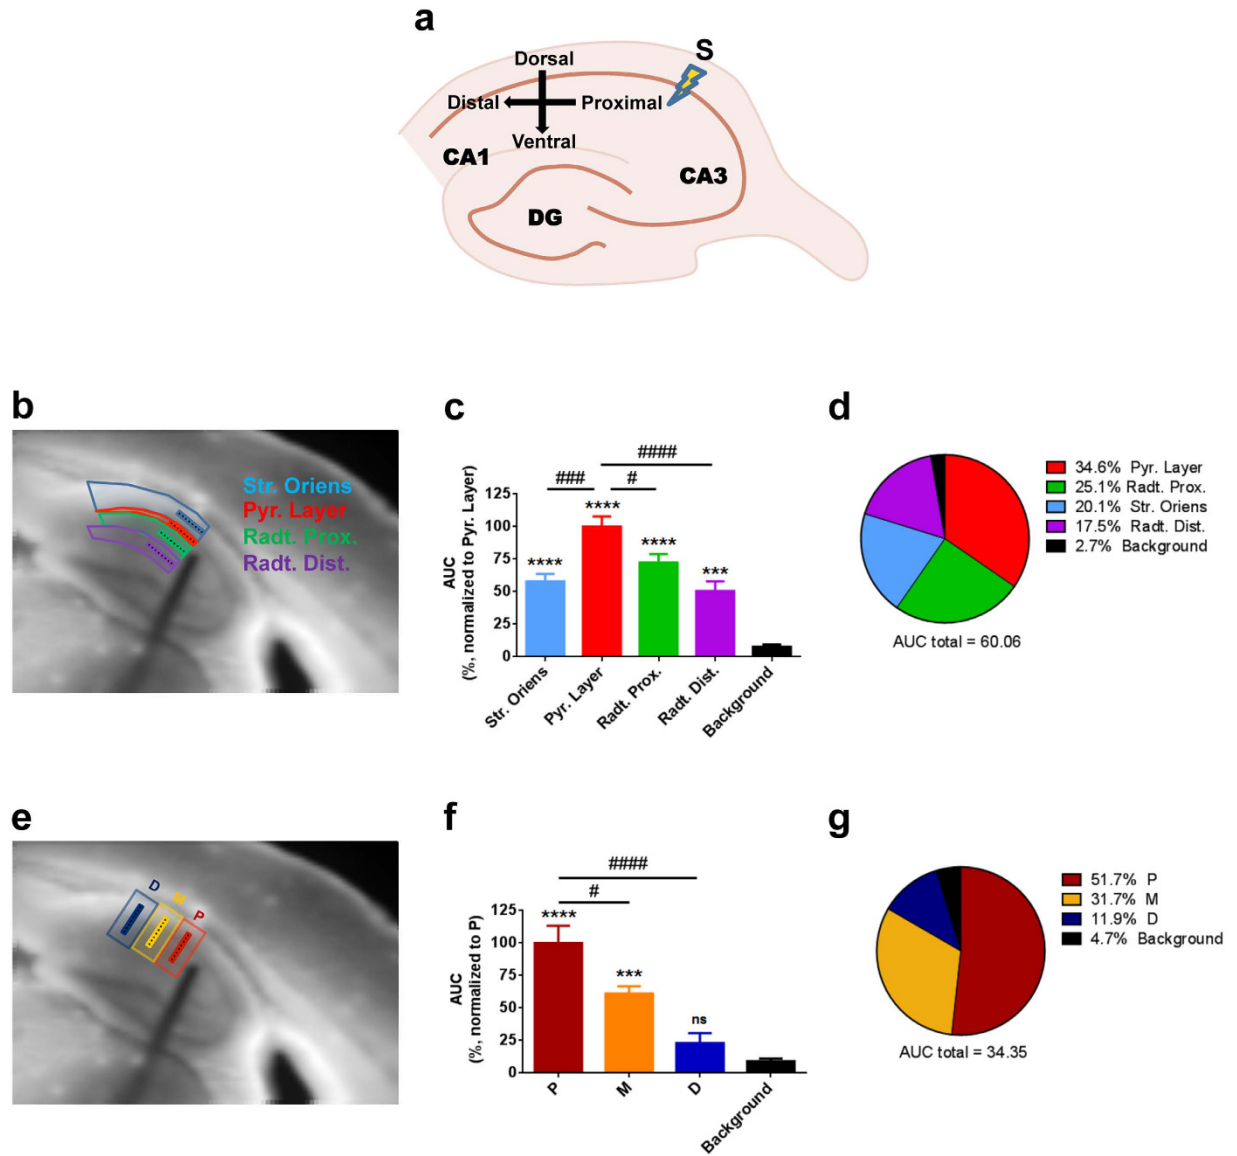 a
S
Dorsal
Distal
Proximal
Ventral
CA1
CA3
DG
b
Str. Oriens
Pyr. Layer
Radt. Prox.
Radt. Dist.
c
####
### #
AUC
(%, normalized to Pyr. Layer)
125
100
75
50
25
0
****
****
****
***
Str. Oriens
Pyr. Layer
Radt. Prox.
Radt. Dist.
Background
d
34.6% Pyr. Layer
25.1% Radt. Prox.
20.1% Str. Oriens
17.5% Radt. Dist.
2.7% Background
AUC total = 60.06
e
D
M
P
f
####
#
AUC
(%, normalized to P)
125
100
75
50
25
0
****
***
ns
P
M
D
Background
g
51.7% P
31.7% M
11.9% D
4.7% Background
AUC total = 34.35